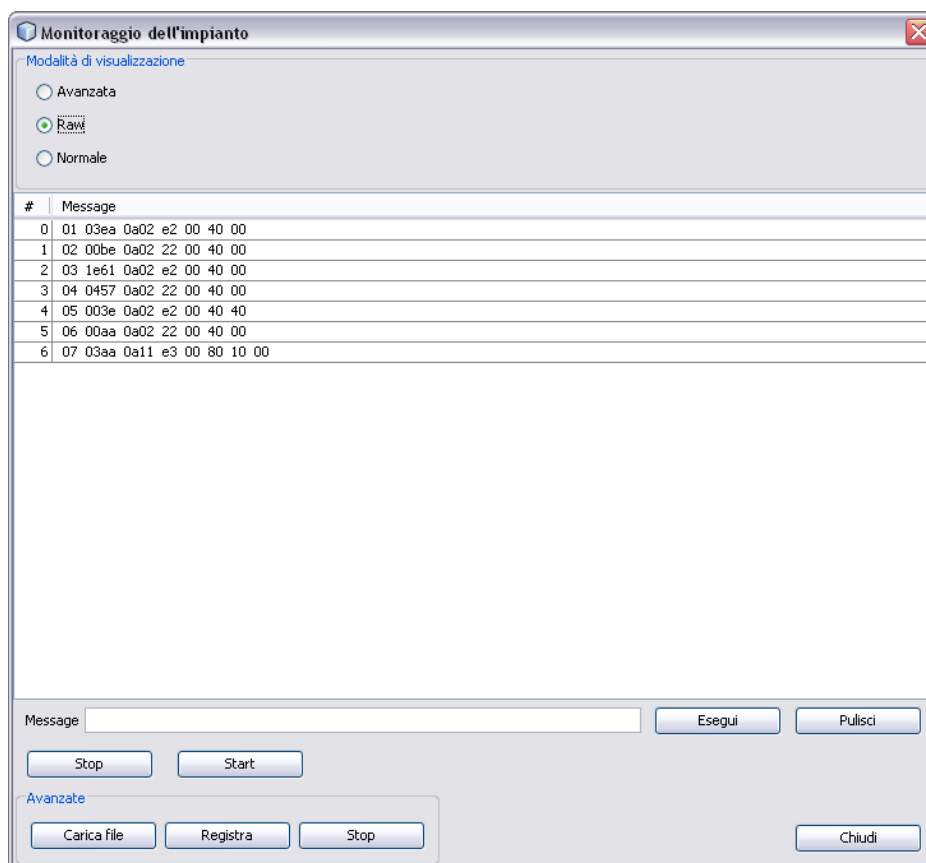 Monitoraggio dell'impianto
Modalità di visualizzazione
Avanzata
Raw
Normale
# Message
0 01 03ea 0a02 e2 00 40 00
1 02 00be 0a02 22 00 40 00
2 03 1e61 0a02 e2 00 40 00
3 04 0457 0a02 22 00 40 00
4 05 003e 0a02 e2 00 40 40
5 06 00aa 0a02 22 00 40 00
6 07 03aa 0a11 e3 00 80 10 00
Message Esegui Pulisci
Stop Start
Avanzate
Carica file Registra Stop Chiudi